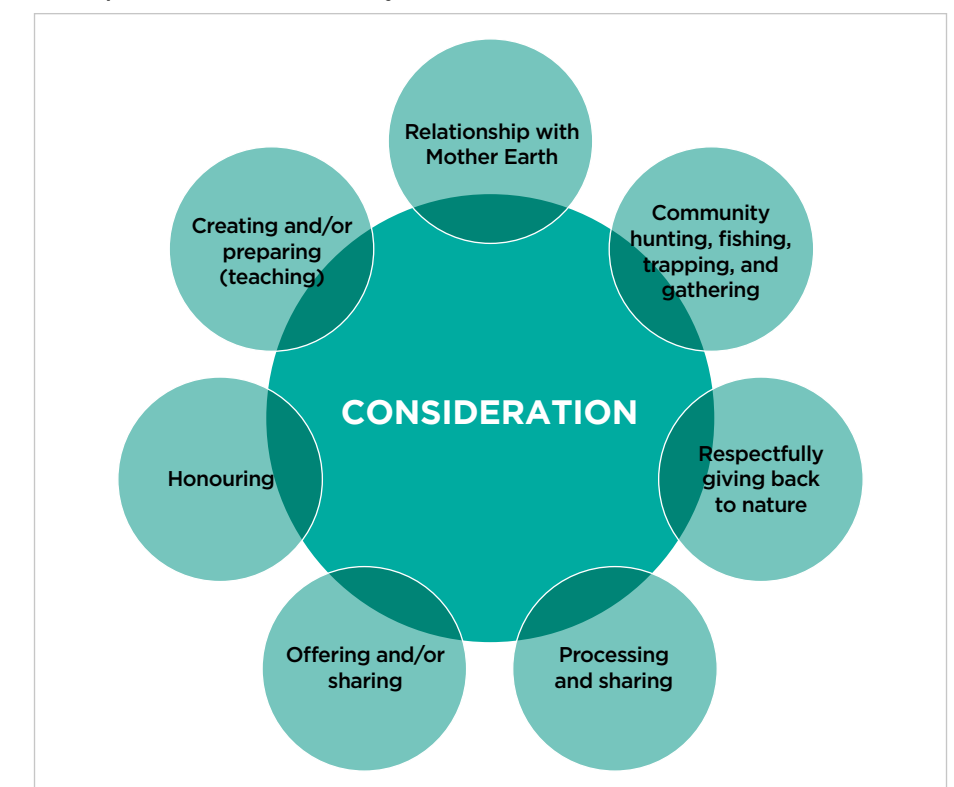 Relationship with
Mother Earth
Community
hunting, fishing,
trapping, and
gathering
Respectfully
giving back
to nature
Processing
and sharing
Offering and/or
sharing
Honouring
Creating and/or
preparing
(teaching)
CONSIDERATION